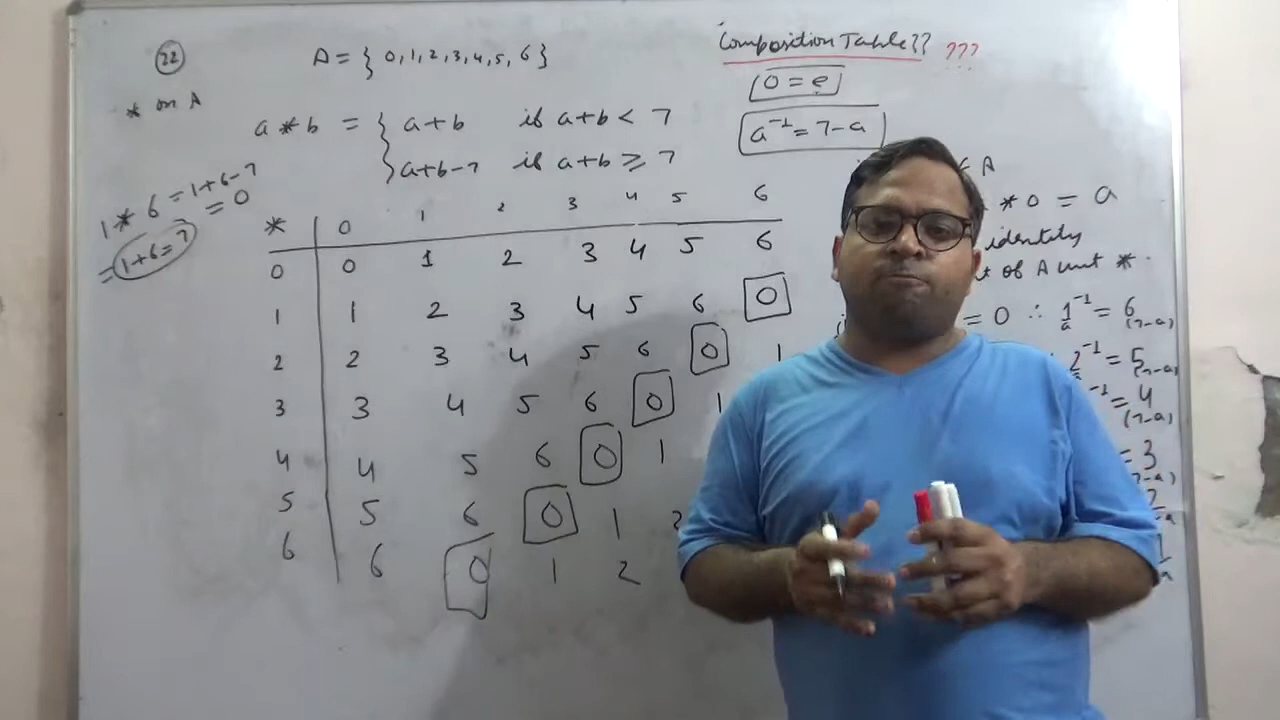 22
A = { 0, 1, 2, 3, 4, 5, 6 }
* on A
a * b = { a+b if a+b < 7
a+b-7 if a+b ≥ 7
Composition Table?? ???
0 = e
a⁻¹ = 7-a
1 * 6 = 1+6-7
= 0
= 1+6=7
* 0 1 2 3 4 5 6
0 0 1 2 3 4 5 6
1 1 2 3 4 5 6 0
2 2 3 4 5 6 0 1
3 3 4 5 6 0 1
4 4 5 6 0 1
5 5 6 0 1 2
6 6 0 1 2
A
* 0 = a
identity
of A wrt *.
= 0 ∴ 1⁻¹ = 6
a (7-a)
2⁻¹ = 5
(7-a)
⁻¹ = 4
(7-a)
= 3